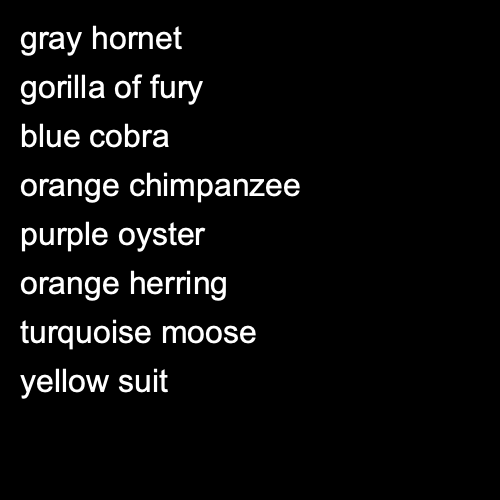 gray hornet
gorilla of fury
blue cobra
orange chimpanzee
purple oyster
orange herring
turquoise moose
yellow suit